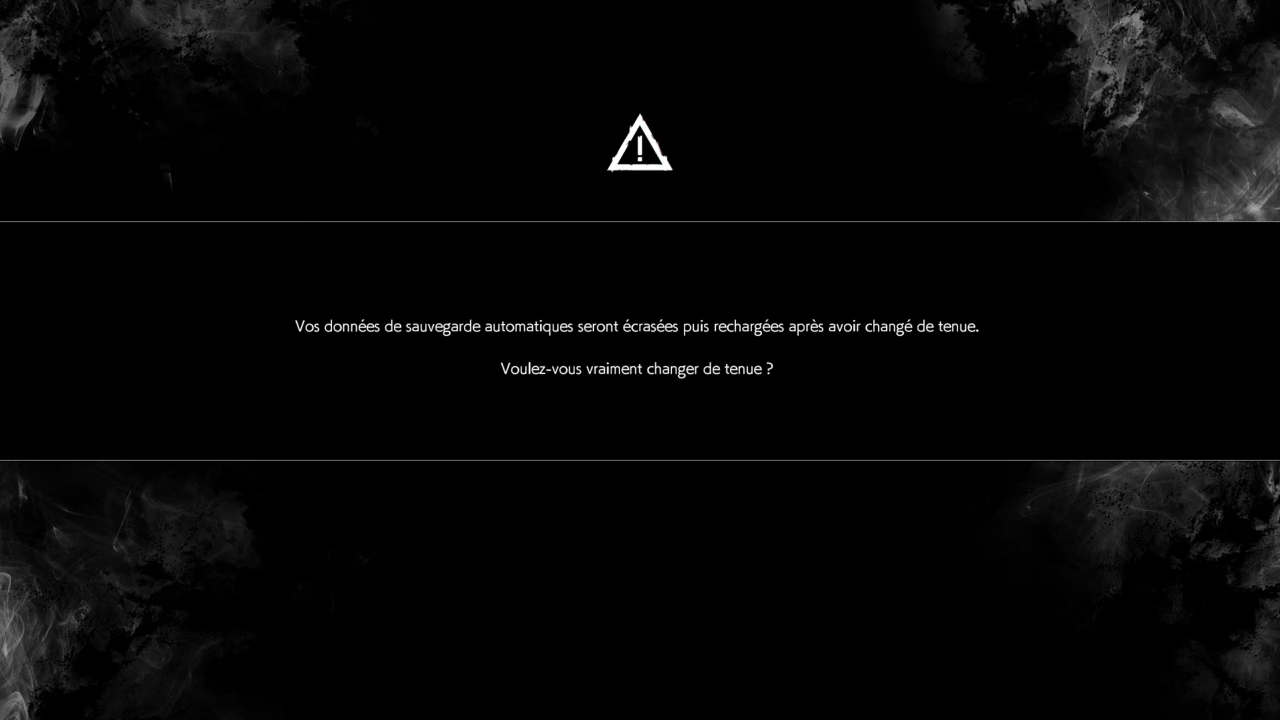 Vos données de sauvegarde automatiques seront écrasées puis rechargées après avoir changé de tenue.
Voulez-vous vraiment changer de tenue ?